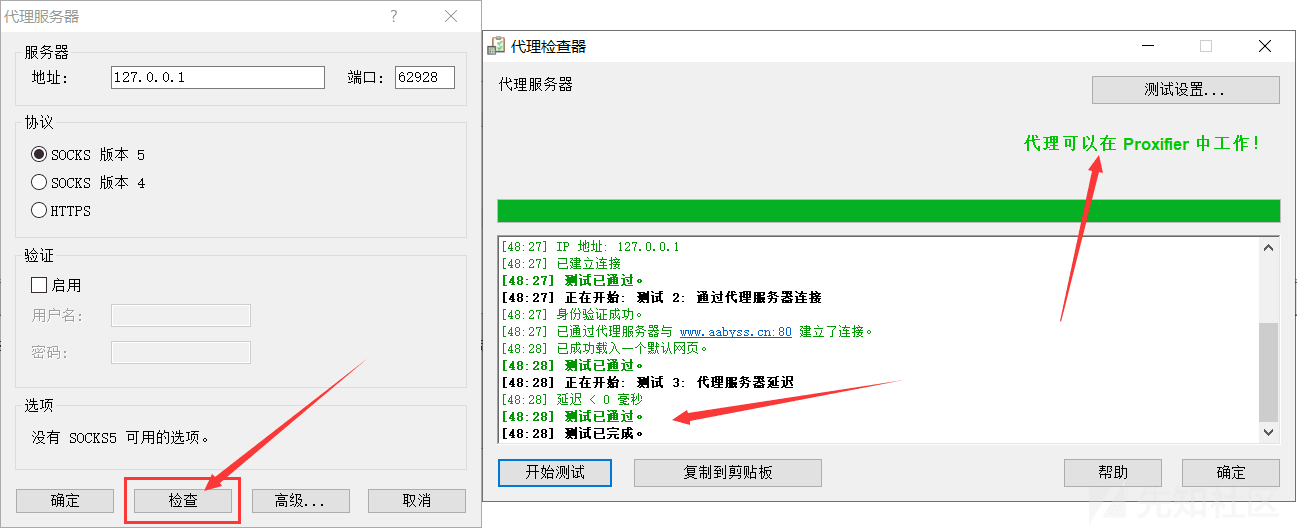 代理服务器
服务器
地址: 127.0.0.1 端口: 62928
协议
SOCKS 版本 5
SOCKS 版本 4
HTTPS
验证
启用
用户名:
密码:
选项
没有 SOCKS5 可用的选项。
确定 检查 高级... 取消
代理检查器
代理服务器
测试设置...
代理可以在 Proxifier 中工作!
[48:27] IP 地址: 127.0.0.1
[48:27] 已建立连接
[48:27] 测试已通过。
[48:27] 正在开始: 测试 2: 通过代理服务器连接
[48:27] 身份验证成功。
[48:27] 已通过代理服务器与 www.aabyss.cn:80 建立了连接。
[48:28] 已成功载入一个默认网页。
[48:28] 测试已通过。
[48:28] 正在开始: 测试 3: 代理服务器延迟
[48:28] 延迟 < 0 毫秒
[48:28] 测试已通过。
[48:28] 测试已完成。
开始测试 复制到剪贴板 帮助 确定
先知社区